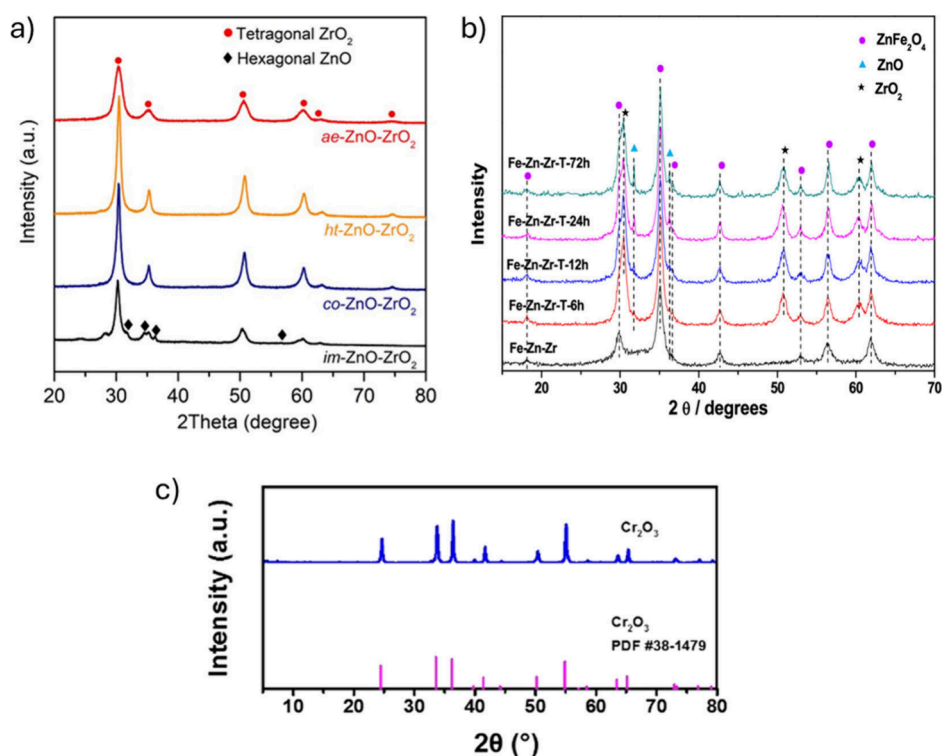 a)
Tetragonal ZrO₂
Hexagonal ZnO
ae-ZnO-ZrO₂
ht-ZnO-ZrO₂
co-ZnO-ZrO₂
im-ZnO-ZrO₂
Intensity (a.u.)
20 30 40 50 60 70 80
2Theta (degree)
b)
ZnFe₂O₄
ZnO
ZrO₂
Fe-Zn-Zr-T-72h
Fe-Zn-Zr-T-24h
Fe-Zn-Zr-T-12h
Fe-Zn-Zr-T-6h
Fe-Zn-Zr
Intensity
20 30 40 50 60 70
2 θ / degrees
c)
Cr₂O₃
Cr₂O₃
PDF #38-1479
Intensity (a.u.)
10 20 30 40 50 60 70 80
2θ (°)